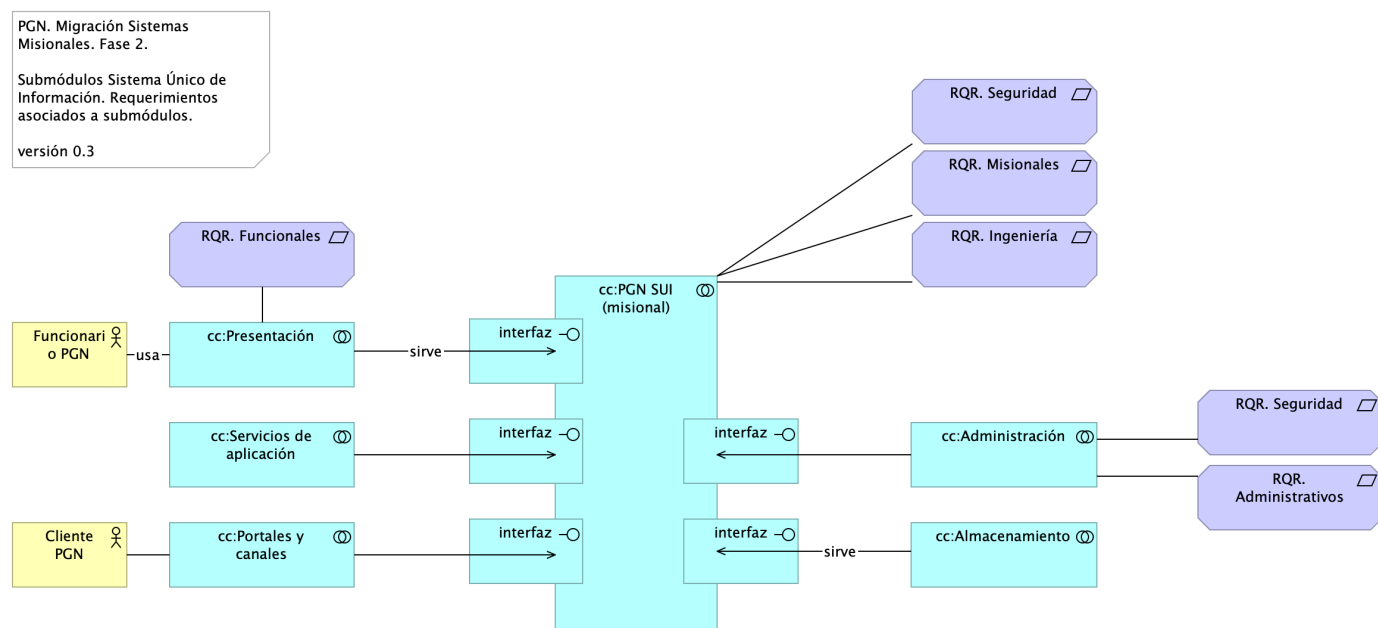 PGN. Migración Sistemas
Misionales. Fase 2.
Submódulos Sistema Único de
Información. Requerimientos
asociados a submódulos.
versión 0.3
RQR. Seguridad
RQR. Misionales
RQR. Funcionales
RQR. Ingeniería
cc:PGN SUI
(misional)
Funcionari
o PGN
usa
cc:Presentación
sirve
interfaz
RQR. Seguridad
cc:Servicios de
aplicación
interfaz
interfaz
cc:Administración
RQR.
Administrativos
Cliente
PGN
cc:Portales y
canales
interfaz
interfaz
sirve
cc:Almacenamiento